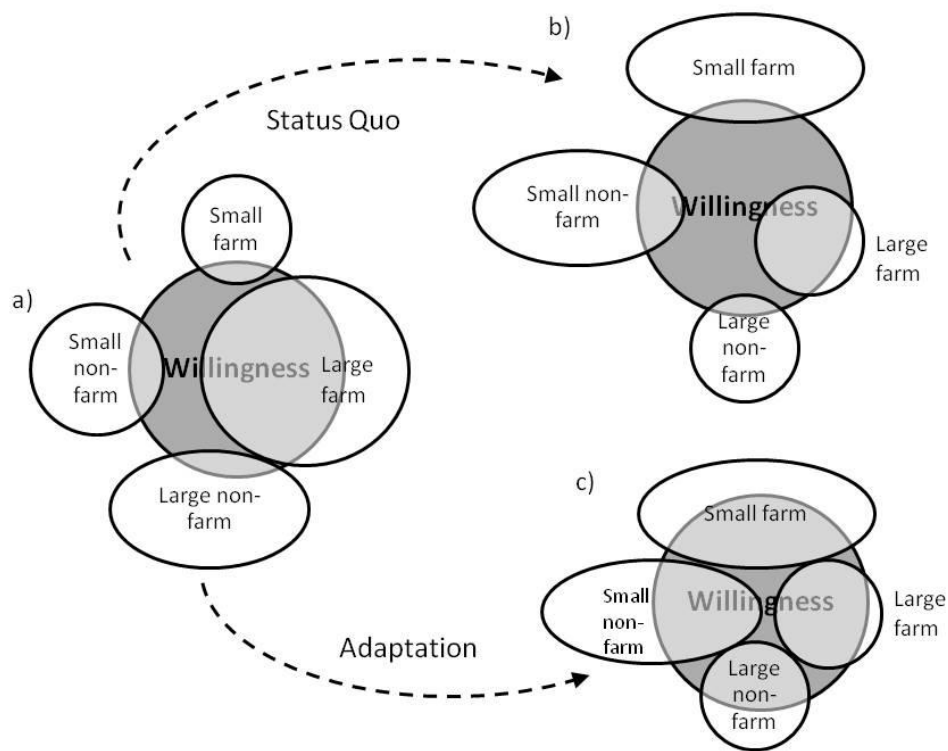 a)
Status Quo
Small
farm
Small
non-
farm
Willingness
Large
farm
Large non-
farm
Adaptation
b)
Small farm
Small non-
farm
Willingness
Large
farm
Large
non-
farm
c)
Small farm
Small
non-
farm
Willingness
Large
farm
Large
non-
farm